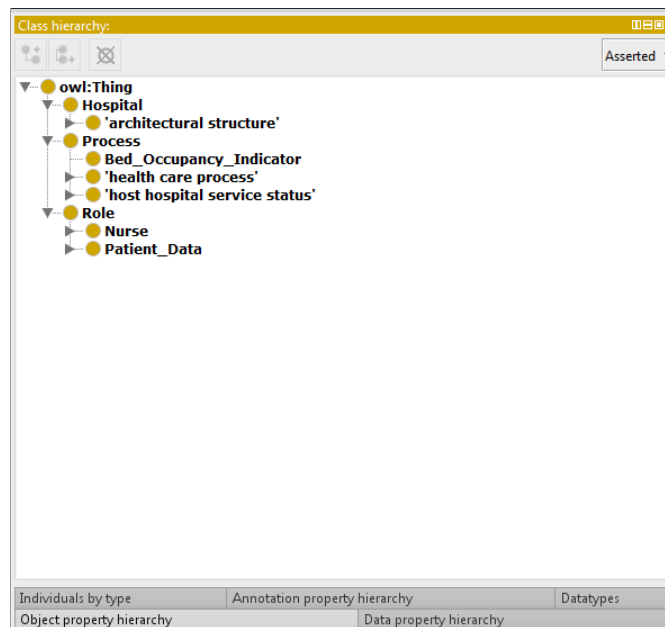 Class hierarchy:
Asserted
owl:Thing
Hospital
'architectural structure'
Process
Bed_Occupancy_Indicator
'health care process'
'host hospital service status'
Role
Nurse
Patient_Data
Individuals by type Annotation property hierarchy Datatypes
Object property hierarchy Data property hierarchy